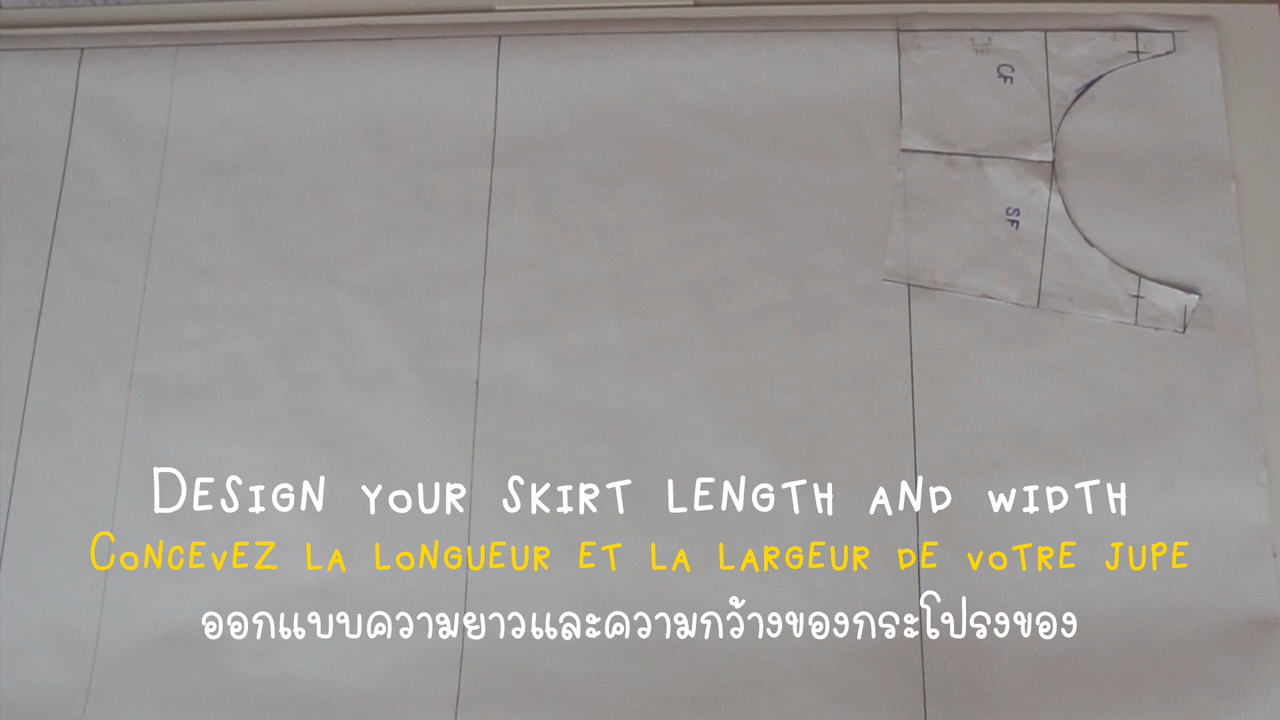 CF
SF
DESIGN YOUR SKIRT LENGTH AND WIDTH
CONCEVEZ LA LONGUEUR ET LA LARGEUR DE VOTRE JUPE
ออกแบบความยาวและความกว้างของกระโปรงของ